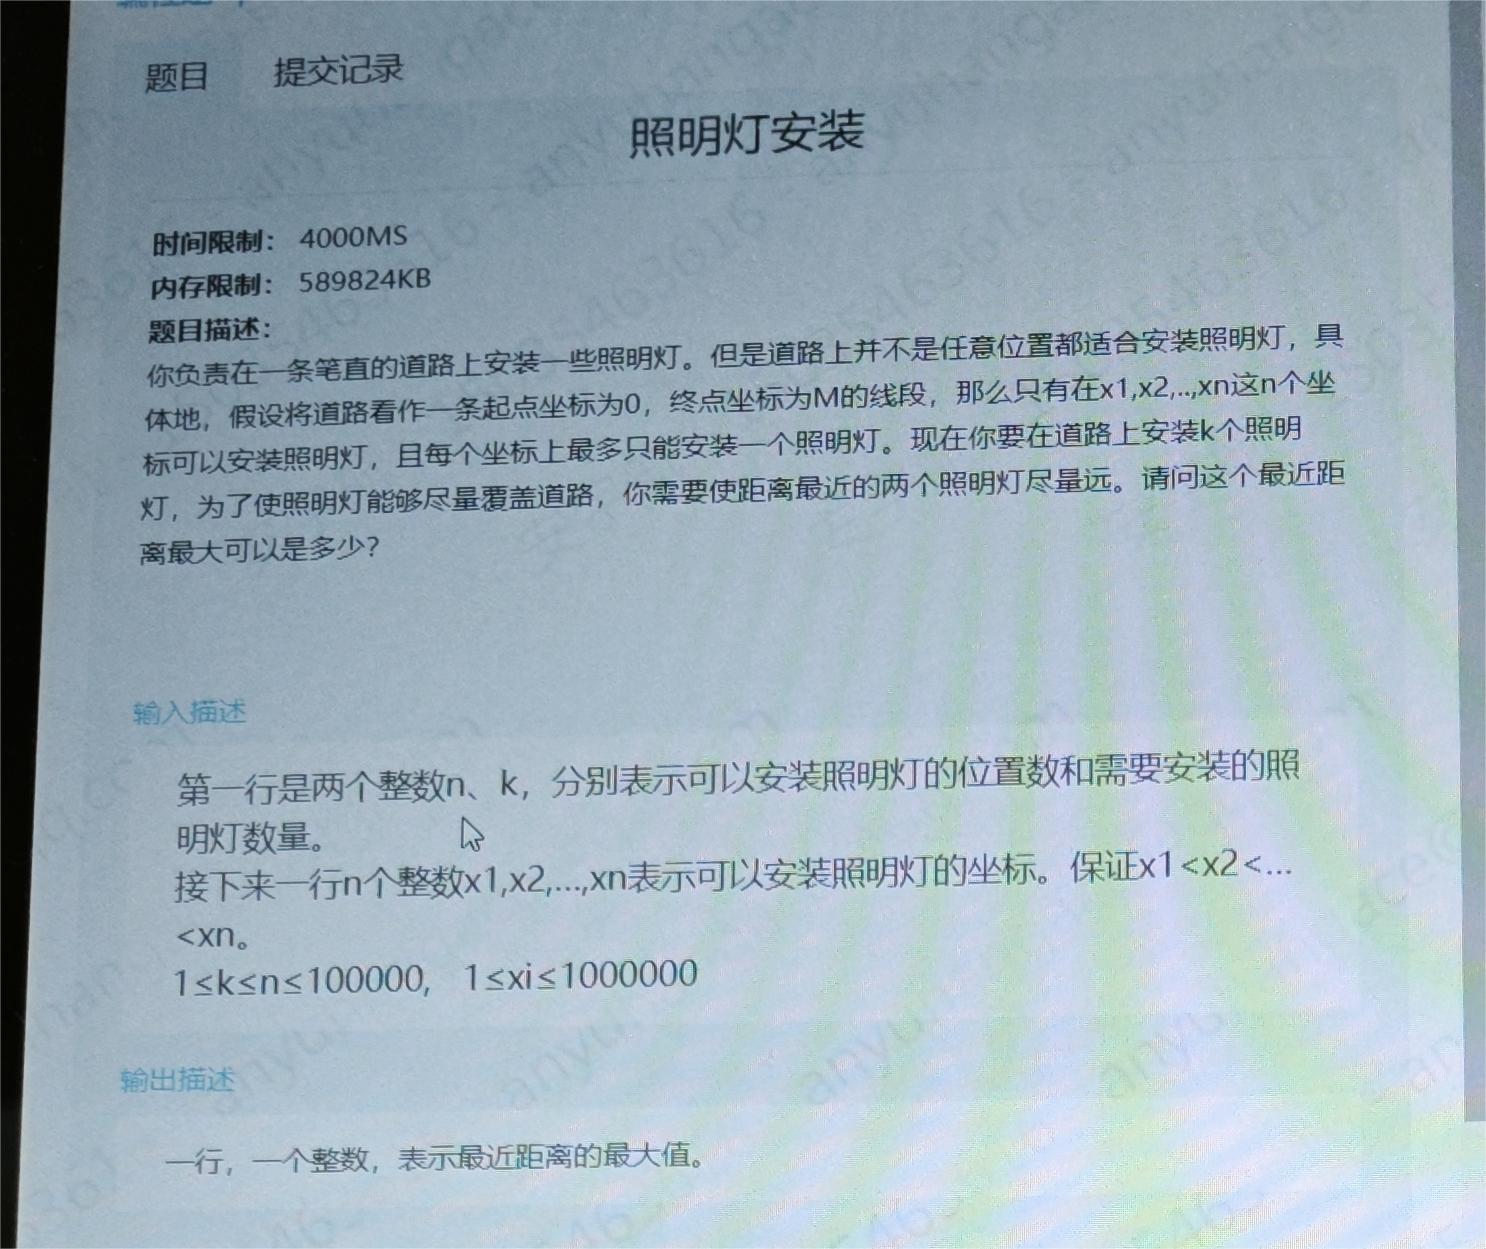 题目 提交记录
照明灯安装
时间限制： 4000MS
内存限制： 589824KB
题目描述：
你负责在一条笔直的道路上安装一些照明灯。但是道路上并不是任意位置都适合安装照明灯，具
体地，假设将道路看作一条起点坐标为0，终点坐标为M的线段，那么只有在x1,x2,..,xn这n个坐
标可以安装照明灯，且每个坐标上最多只能安装一个照明灯。现在你要在道路上安装k个照明
灯，为了使照明灯能够尽量覆盖道路，你需要使距离最近的两个照明灯尽量远。请问这个最近距
离最大可以是多少？
输入描述
第一行是两个整数n、k，分别表示可以安装照明灯的位置数和需要安装的照
明灯数量。
接下来一行n个整数x1,x2,...,xn表示可以安装照明灯的坐标。保证x1<x2<...
<xn。
1≤k≤n≤100000， 1≤xi≤1000000
输出描述
一行，一个整数，表示最近距离的最大值。